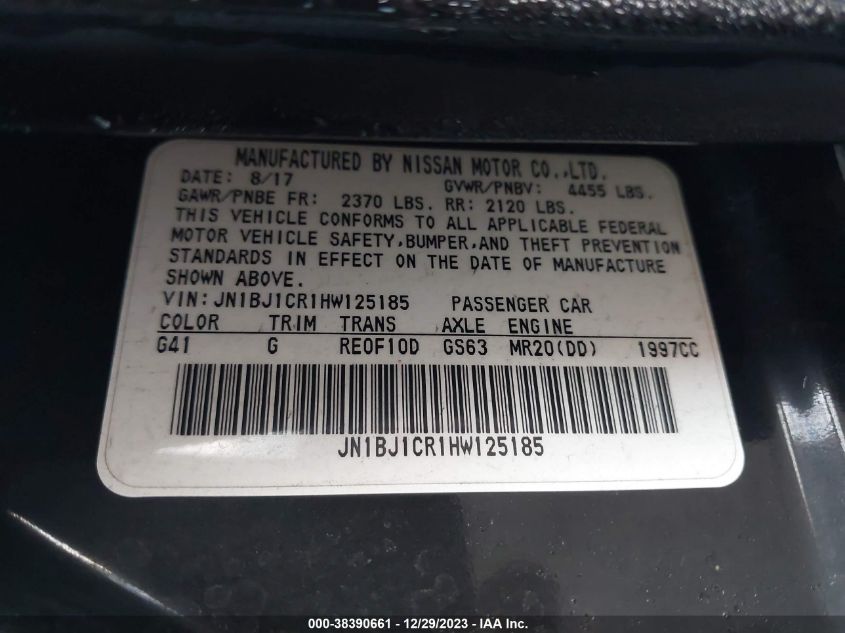 MANUFACTURED BY NISSAN MOTOR CO.,LTD.
DATE: 8/17 GVWR/PNBV: 4455 LBS.
GAWR/PNBE FR: 2370 LBS. RR: 2120 LBS.
THIS VEHICLE CONFORMS TO ALL APPLICABLE FEDERAL
MOTOR VEHICLE SAFETY,BUMPER,AND THEFT PREVENTION
STANDARDS IN EFFECT ON THE DATE OF MANUFACTURE
SHOWN ABOVE.
VIN:JN1BJ1CR1HW125185 PASSENGER CAR
COLOR TRIM TRANS AXLE ENGINE
G41 G RE0F10D GS63 MR20(DD) 1997CC
JN1BJ1CR1HW125185
000-38390661 - 12/29/2023 - IAA Inc.